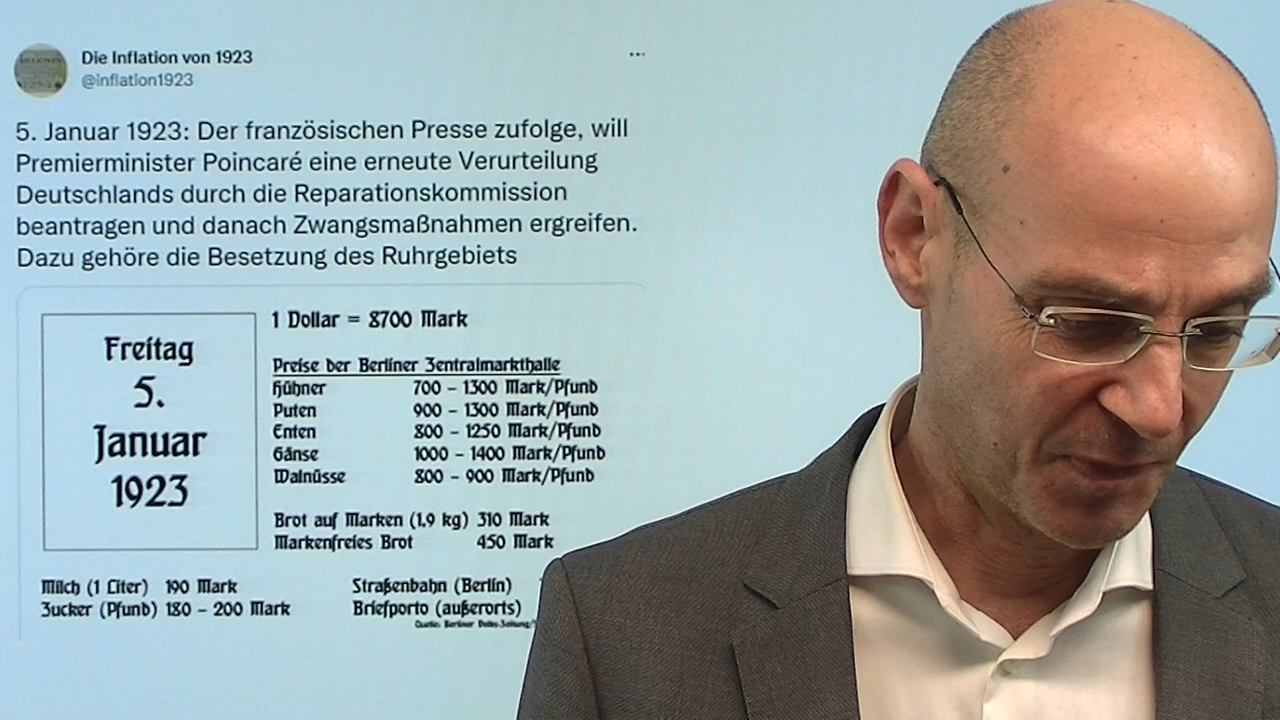 Die Inflation von 1923
@inflation1923
5. Januar 1923: Der französischen Presse zufolge, will
Premierminister Poincaré eine erneute Verurteilung
Deutschlands durch die Reparationskommission
beantragen und danach Zwangsmaßnahmen ergreifen.
Dazu gehöre die Besetzung des Ruhrgebiets
Freitag
5.
Januar
1923
1 Dollar = 8700 Mark
Preise der Berliner Zentralmarkthalle
Hühner 700 – 1300 Mark/Pfund
Puten 900 – 1300 Mark/Pfund
Enten 800 – 1250 Mark/Pfund
Gänse 1000 – 1400 Mark/Pfund
Walnüsse 800 – 900 Mark/Pfund
Brot auf Marken (1,9 kg) 310 Mark
Markenfreies Brot 450 Mark
Milch (1 Liter) 190 Mark
Zucker (Pfund) 180 – 200 Mark
Straßenbahn (Berlin)
Briefporto (außerorts)
Quelle: Berliner Volks-Zeitung/